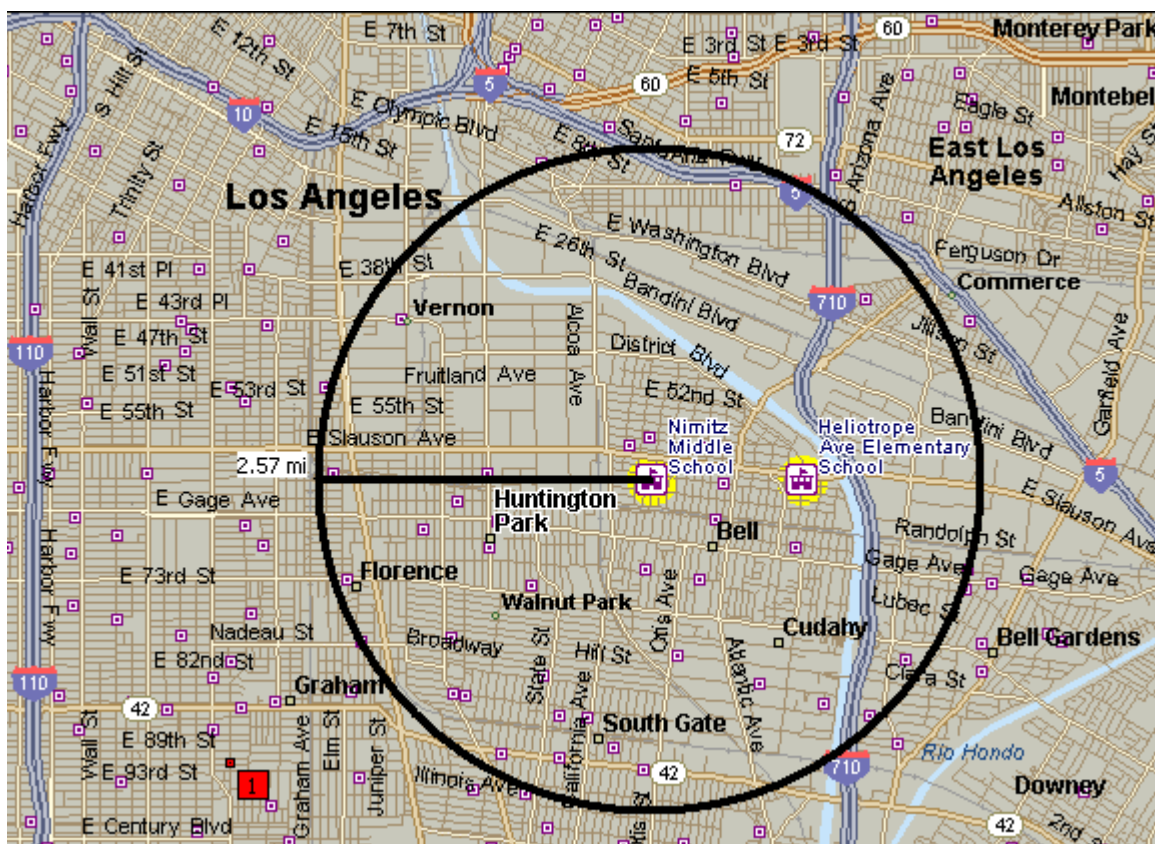 E 7th St
60
Monterey Park
E 12th St
E 3rd St
E 3rd St
S Hill St
5
60
E 5th St
Montebel
10
Olympic Blvd
Eagle St
E 15th St
E 8th St
72
S Arizona Ave
East Los
Angeles
Hay St
Harbor Fwy
Trinity St
Los Angeles
5
Allston St
E Washington Blvd
E 26th St
Ferguson Dr
E 41st Pl
E 38th St
Bandini Blvd
Commerce
E 43rd Pl
Vernon
710
Wall St
E 47th St
Alcoa Ave
Jillson St
110
District Blvd
Garfield Ave
E 51st St
Fruitland Ave
E 53rd St
E 52nd St
E 55th St
E 55th St
Bandini Blvd
Harbor Fwy
E Slauson Ave
Nimitz
Middle
School
Heliotrope
Ave Elementary
School
2.57 mi
5
E Gage Ave
Huntington
Park
E Slauson Ave
Bell
Randolph St
Harbor Fwy
Gage Ave
Gage Ave
E 73rd St
Florence
Walnut Park
Otis Ave
Nadeau St
Broadway
State St
Hill St
Cudahy
Bell Gardens
E 82nd St
Atlantic Ave
Clara St
110
Graham
42
California Ave
South Gate
Wall St
E 89th St
Graham Ave
Elm St
Juniper St
Rio Hondo
E 93rd St
1
Illinois Ave
42
710
Downey
E Century Blvd
42
2nd S